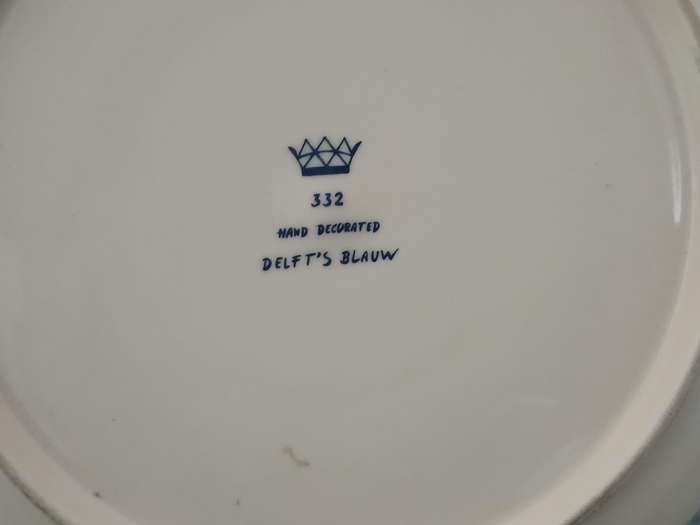 332
HAND DECORATED
DELFT'S BLAUW